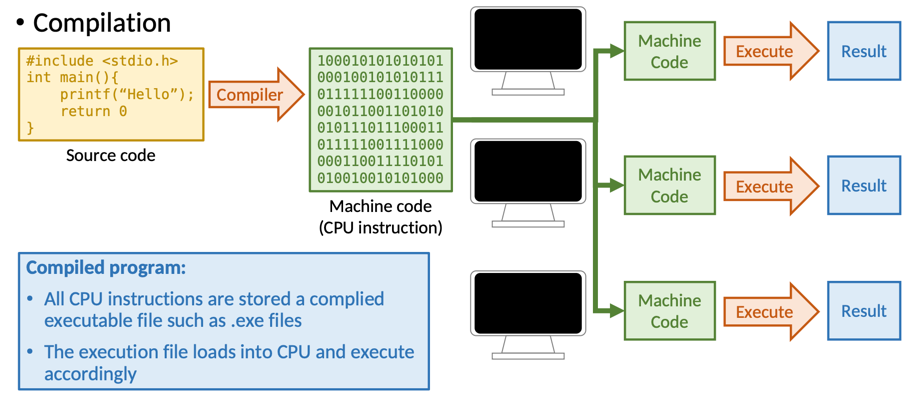 • Compilation
#include <stdio.h>
int main(){
    printf(“Hello”);
    return 0
}
Source code
Compiler
100010101010101
000100101010111
011111100110000
001011001101010
010111011100011
011111001111000
000110011110101
010010010101000
Machine code
(CPU instruction)
Machine
Code
Execute
Result
Machine
Code
Execute
Result
Machine
Code
Execute
Result
Compiled program:
• All CPU instructions are stored a complied
executable file such as .exe files
• The execution file loads into CPU and execute
accordingly